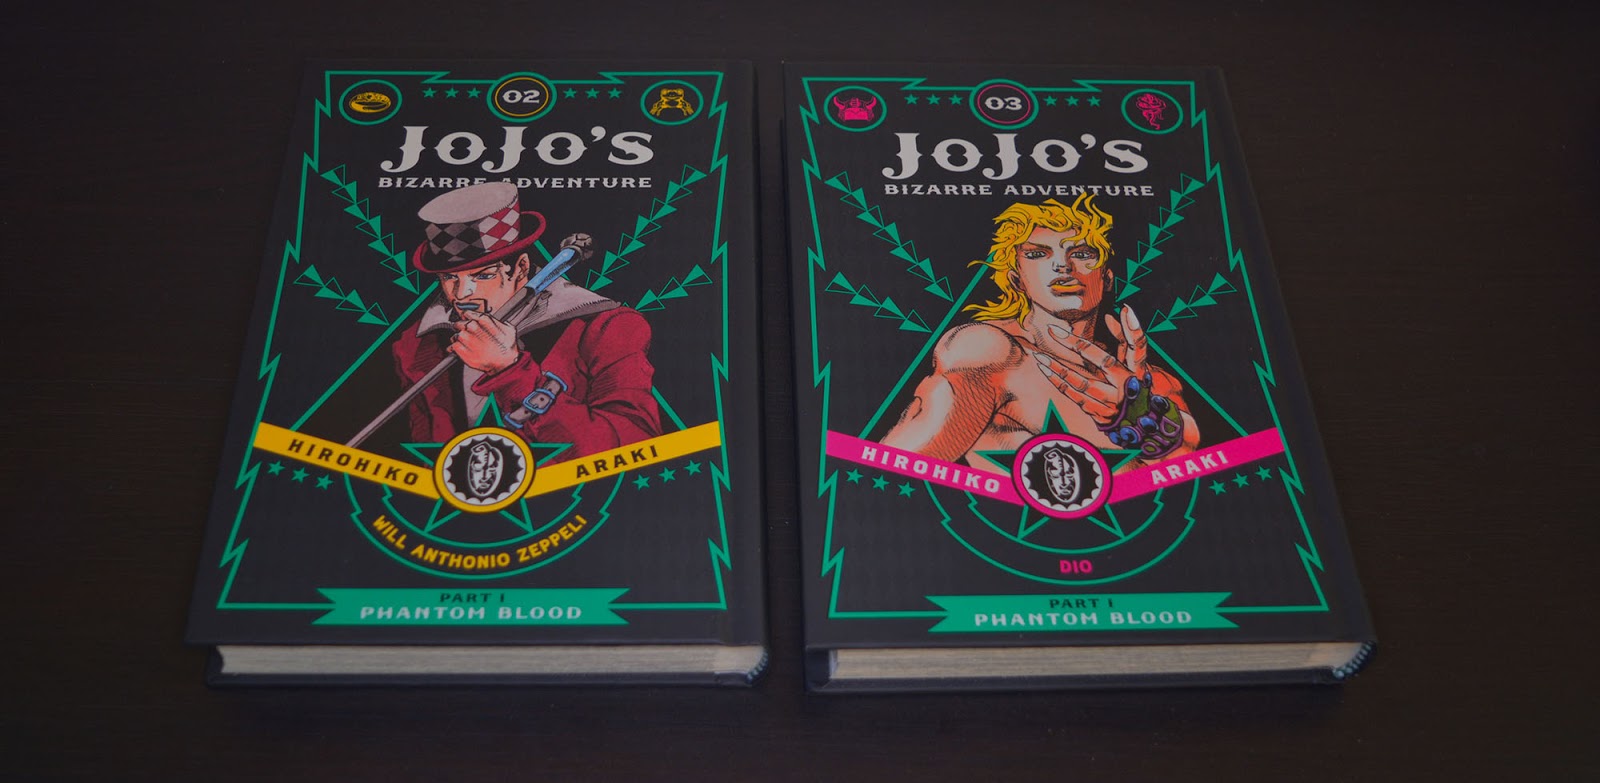 02
JOJO'S
BIZARRE ADVENTURE
HIROHIKO ARAKI
WILL ANTHONIO ZEPPELI
PART I
PHANTOM BLOOD
03
JOJO'S
BIZARRE ADVENTURE
HIROHIKO ARAKI
DIO
PART I
PHANTOM BLOOD